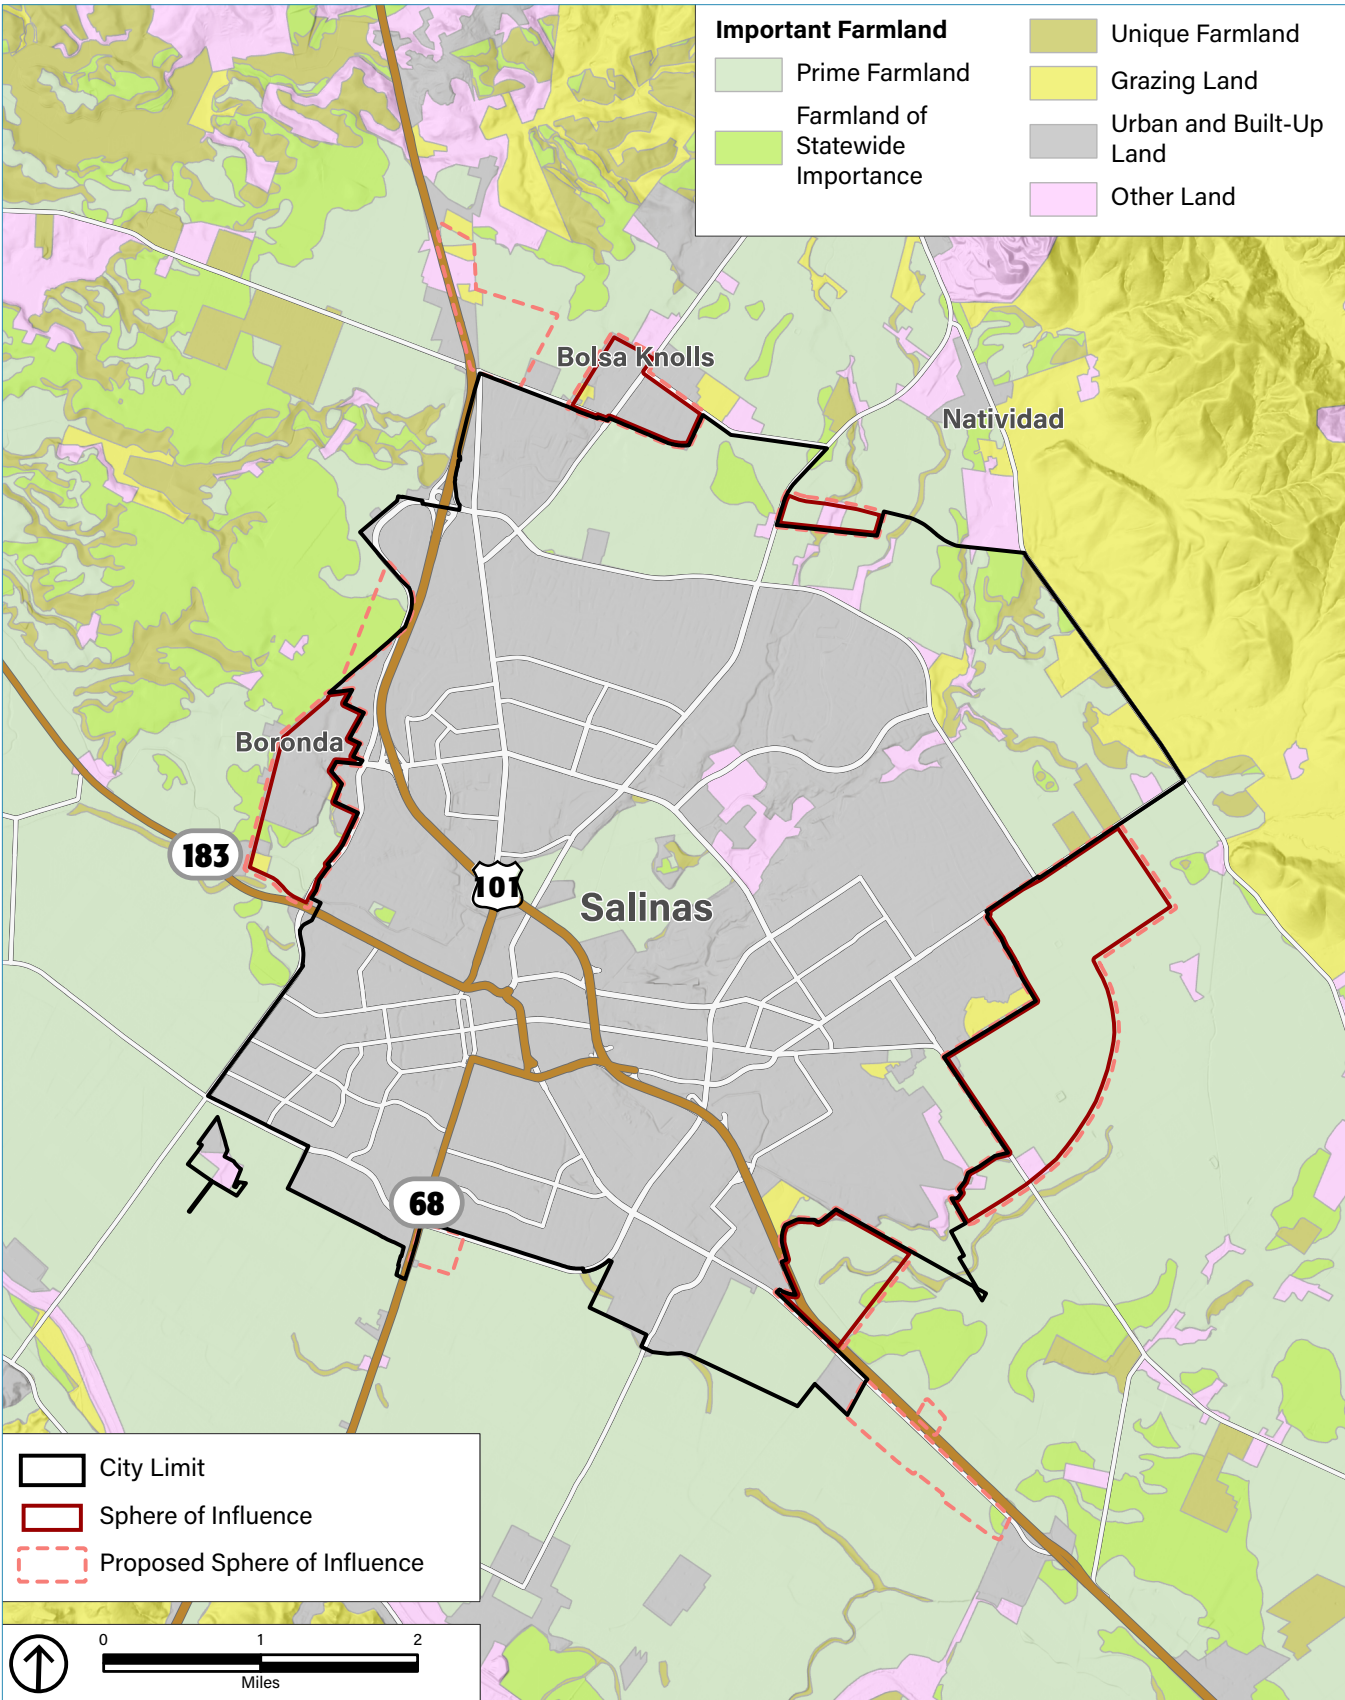 Important Farmland
Prime Farmland
Farmland of
Statewide
Importance
Unique Farmland
Grazing Land
Urban and Built-Up
Land
Other Land
Bolsa Knolls
Natividad
Boronda
183
101
Salinas
68
City Limit
Sphere of Influence
Proposed Sphere of Influence
0 1 2
Miles